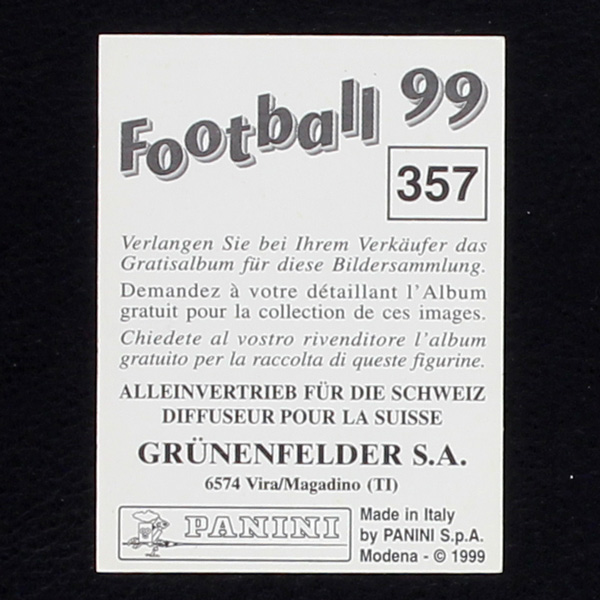 Football 99
357
Verlangen Sie bei Ihrem Verkäufer das
Gratisalbum für diese Bildersammlung.
Demandez à votre détaillant l'Album
gratuit pour la collection de ces images.
Chiedete al vostro rivenditore l'album
gratuito per la raccolta di queste figurine.
ALLEINVERTRIEB FÜR DIE SCHWEIZ
DIFFUSEUR POUR LA SUISSE
GRÜNENFELDER S.A.
6574 Vira/Magadino (TI)
PANINI
Made in Italy
by PANINI S.p.A.
Modena - © 1999